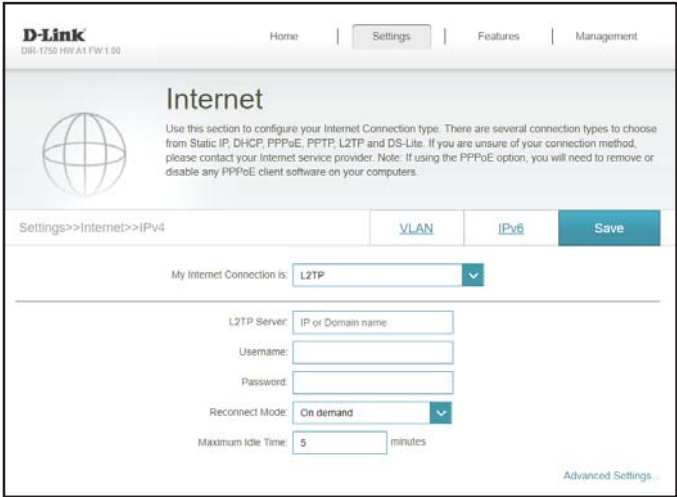 D-Link
DIR-1750 HW:A1 FW:1.00
Home | Settings | Features | Management
Internet
Use this section to configure your Internet Connection type. There are several connection types to choose
from Static IP, DHCP, PPPoE, PPTP, L2TP and DS-Lite. If you are unsure of your connection method,
please contact your Internet service provider. Note: If using the PPPoE option, you will need to remove or
disable any PPPoE client software on your computers.
Settings>>Internet>>IPv4 VLAN IPv6 Save
My Internet Connection is: L2TP
L2TP Server: IP or Domain name
Username:
Password:
Reconnect Mode: On demand
Maximum Idle Time: 5 minutes
Advanced Settings...